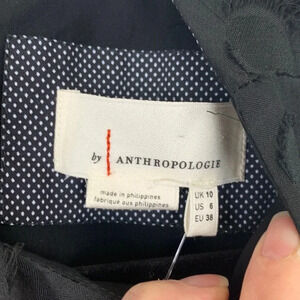 by ANTHROPOLOGIE
made in philippines
fabriqué aux philippines
UK 10
US 6
EU 38